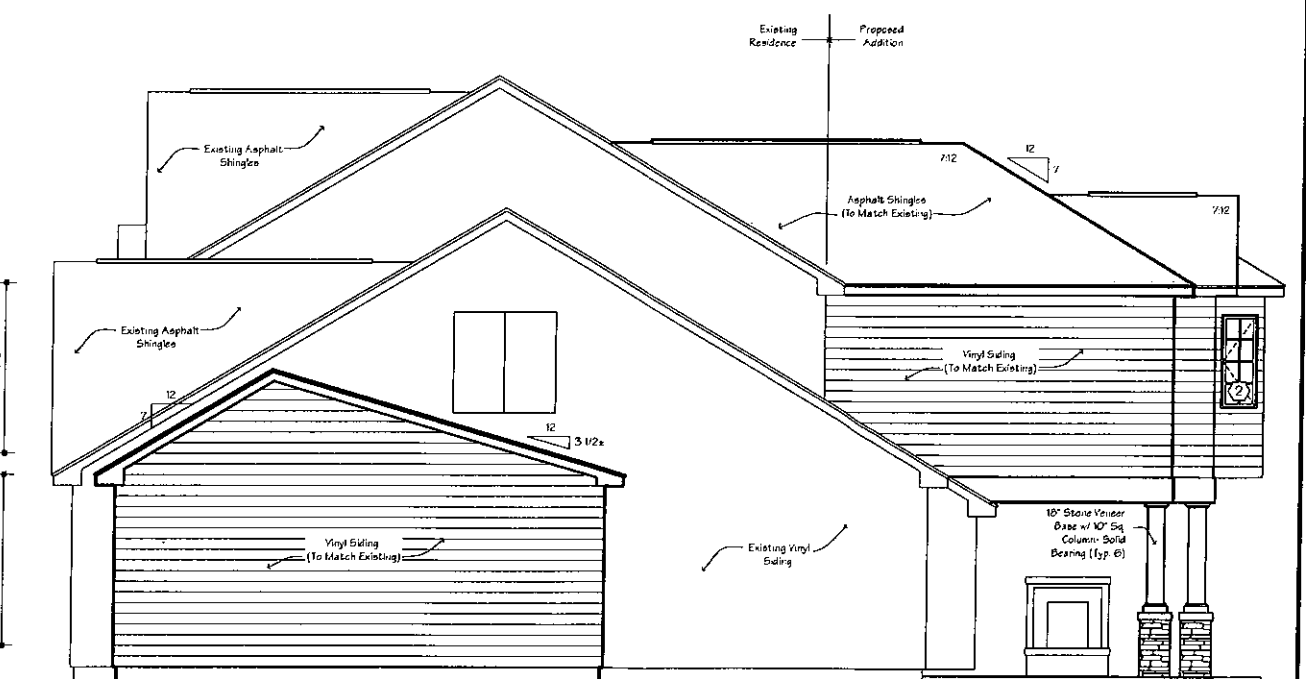 Existing
Residence
Proposed
Addition
Existing Asphalt
Shingles
7:12
12
7
Asphalt Shingles
(To Match Existing)
7:12
Existing Asphalt
Shingles
12
7
Vinyl Siding
(To Match Existing)
2
12
3 1/2±
18" Stone Veneer
Base w/ 10" Sq
Column- Solid
Bearing (Typ. 6)
Vinyl Siding
(To Match Existing)
Existing Vinyl
Siding